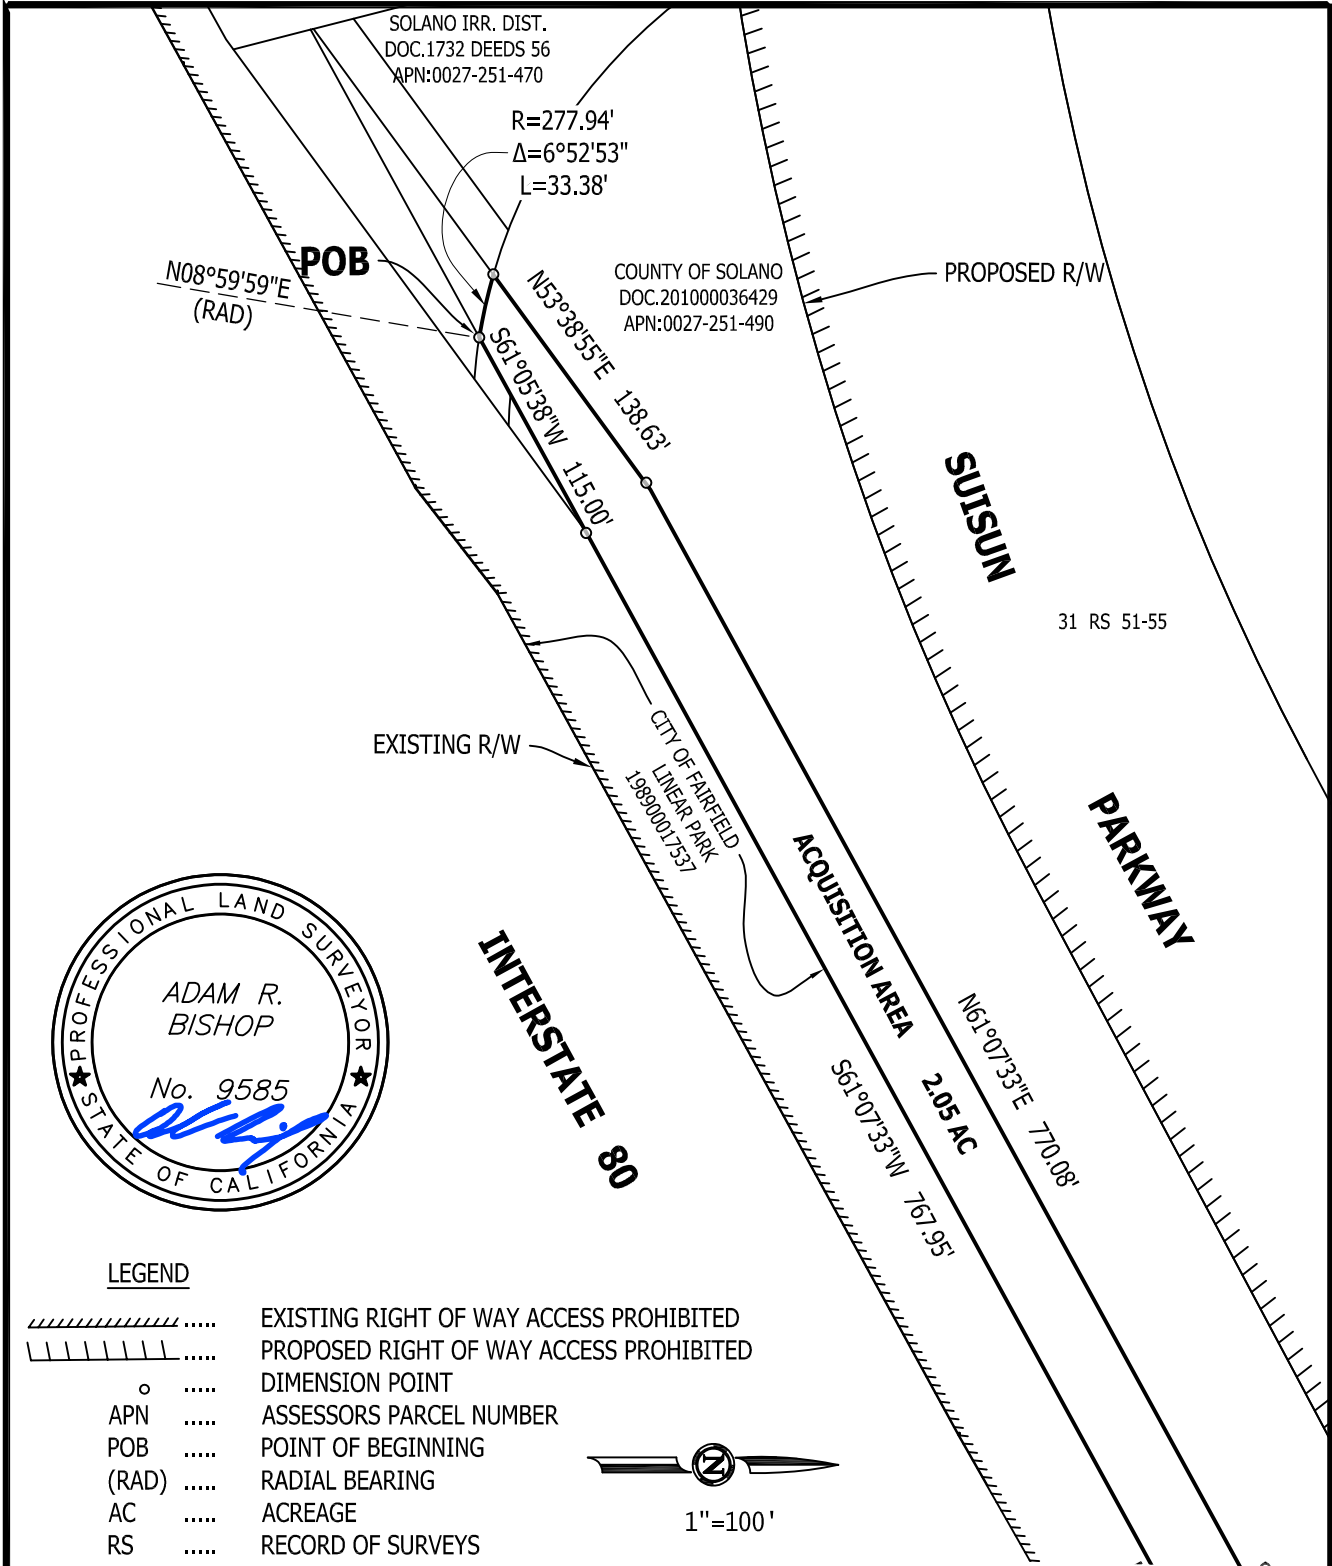 SOLANO IRR. DIST.
DOC.1732 DEEDS 56
APN:0027-251-470
R=277.94'
Δ=6°52'53"
L=33.38'
POB
N08°59'59"E
(RAD)
COUNTY OF SOLANO
DOC.201000036429
APN:0027-251-490
PROPOSED R/W
N53°38'55"E 138.63'
S61°05'38"W 115.00'
SUISUN
31 RS 51-55
EXISTING R/W
CITY OF FAIRFIELD
LINEAR PARK
198900017537
PARKWAY
ACQUISITION AREA 2.05 AC
INTERSTATE 80
N61°07'33"E 770.08'
S61°07'33"W 767.95'
PROFESSIONAL LAND SURVEYOR
ADAM R.
BISHOP
No. 9585
STATE OF CALIFORNIA
LEGEND
..... EXISTING RIGHT OF WAY ACCESS PROHIBITED
..... PROPOSED RIGHT OF WAY ACCESS PROHIBITED
..... DIMENSION POINT
APN ..... ASSESSORS PARCEL NUMBER
POB ..... POINT OF BEGINNING
(RAD) ..... RADIAL BEARING
AC ..... ACREAGE
RS ..... RECORD OF SURVEYS
N
1"=100'